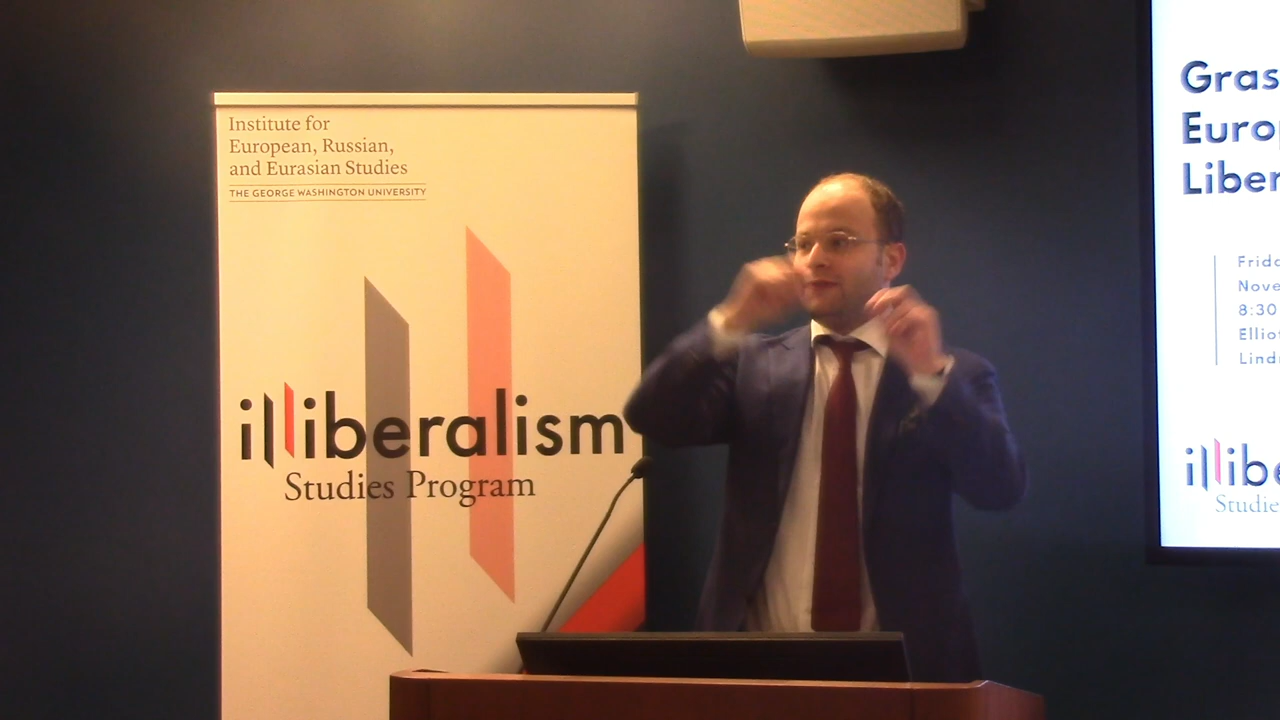 Institute for
European, Russian,
and Eurasian Studies
THE GEORGE WASHINGTON UNIVERSITY
illiberalism
Studies Program
Gras
Europ
Liber
Frida
Nove
8:30
Elliot
Lind
illibe
Studie